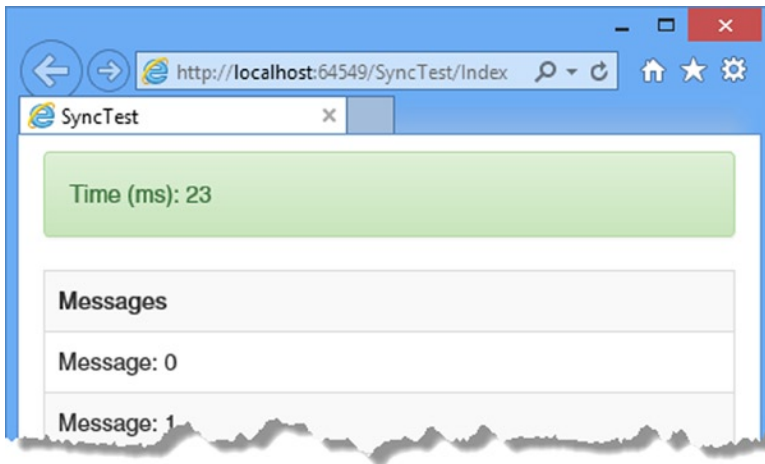 http://localhost:64549/SyncTest/Index
SyncTest
Time (ms): 23
Messages
Message: 0
Message: 1